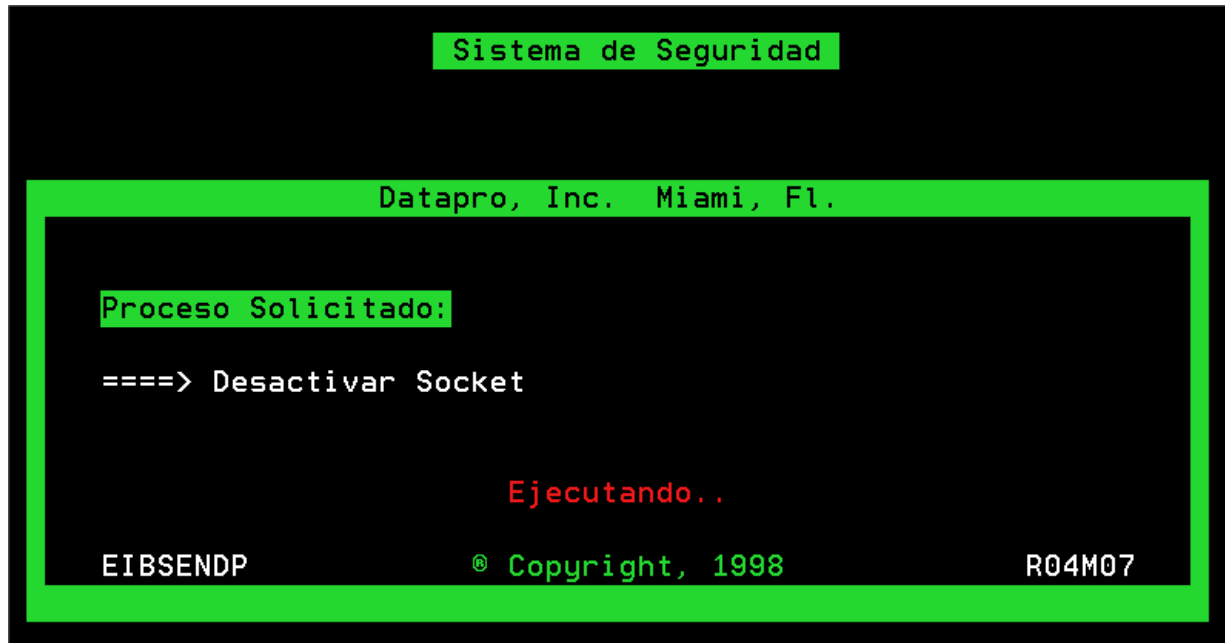 Sistema de Seguridad
Datapro, Inc. Miami, Fl.
Proceso Solicitado:
====> Desactivar Socket
Ejecutando..
EIBSENDP ® Copyright, 1998 R04M07